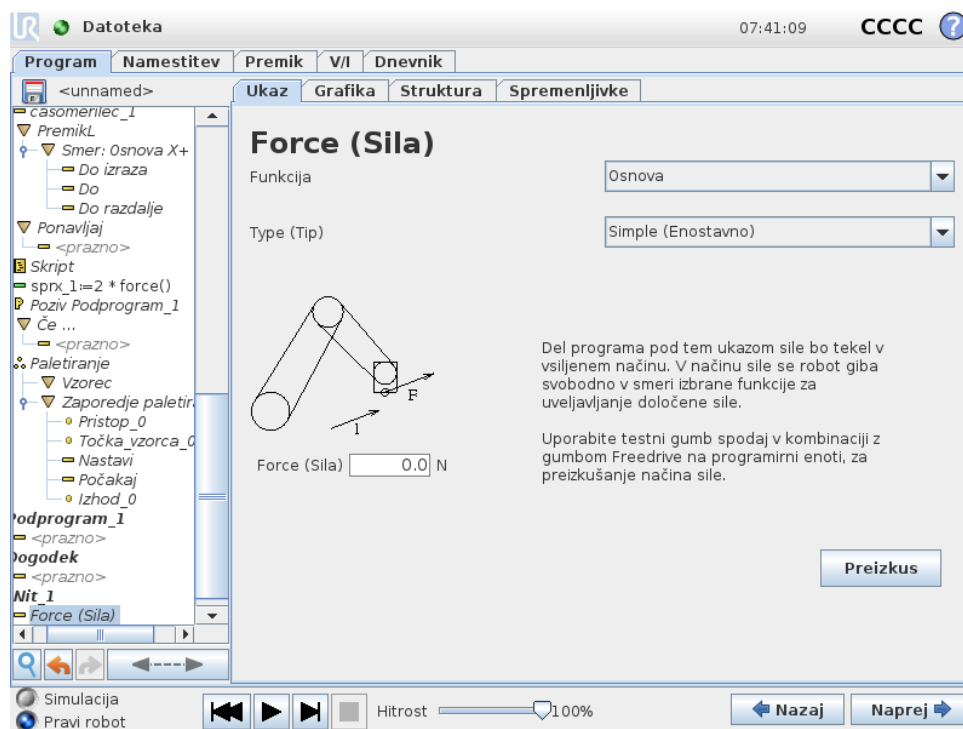 UR Datoteka 07:41:09 CCCC ?
Program Namestitev Premik V/I Dnevnik
<unnamed>
Ukaz Grafika Struktura Spremenljivke
časomerilec_1
PremikL
Smer: Osnova X+
Do izraza
Do
Do razdalje
Ponavljaj
<prazno>
Skript
sprx_1:=2 * force()
Poziv Podprogram_1
Če ...
<prazno>
Paletiranje
Vzorec
Zaporedje paletir
Pristop_0
Točka_vzorca_0
Nastavi
Počakaj
Izhod_0
Podprogram_1
<prazno>
Dogodek
<prazno>
Nit_1
Force (Sila)
Force (Sila)
Funkcija Osnova
Type (Tip) Simple (Enostavno)
F
1
Force (Sila) 0.0 N
Del programa pod tem ukazom sile bo tekel v
vsiljenem načinu. V načinu sile se robot giba
svobodno v smeri izbrane funkcije za
uveljavljanje določene sile.
Uporabite testni gumb spodaj v kombinaciji z
gumbom Freedrive na programirni enoti, za
preizkušanje načina sile.
Preizkus
Simulacija
Pravi robot
Hitrost 100%
Nazaj Naprej